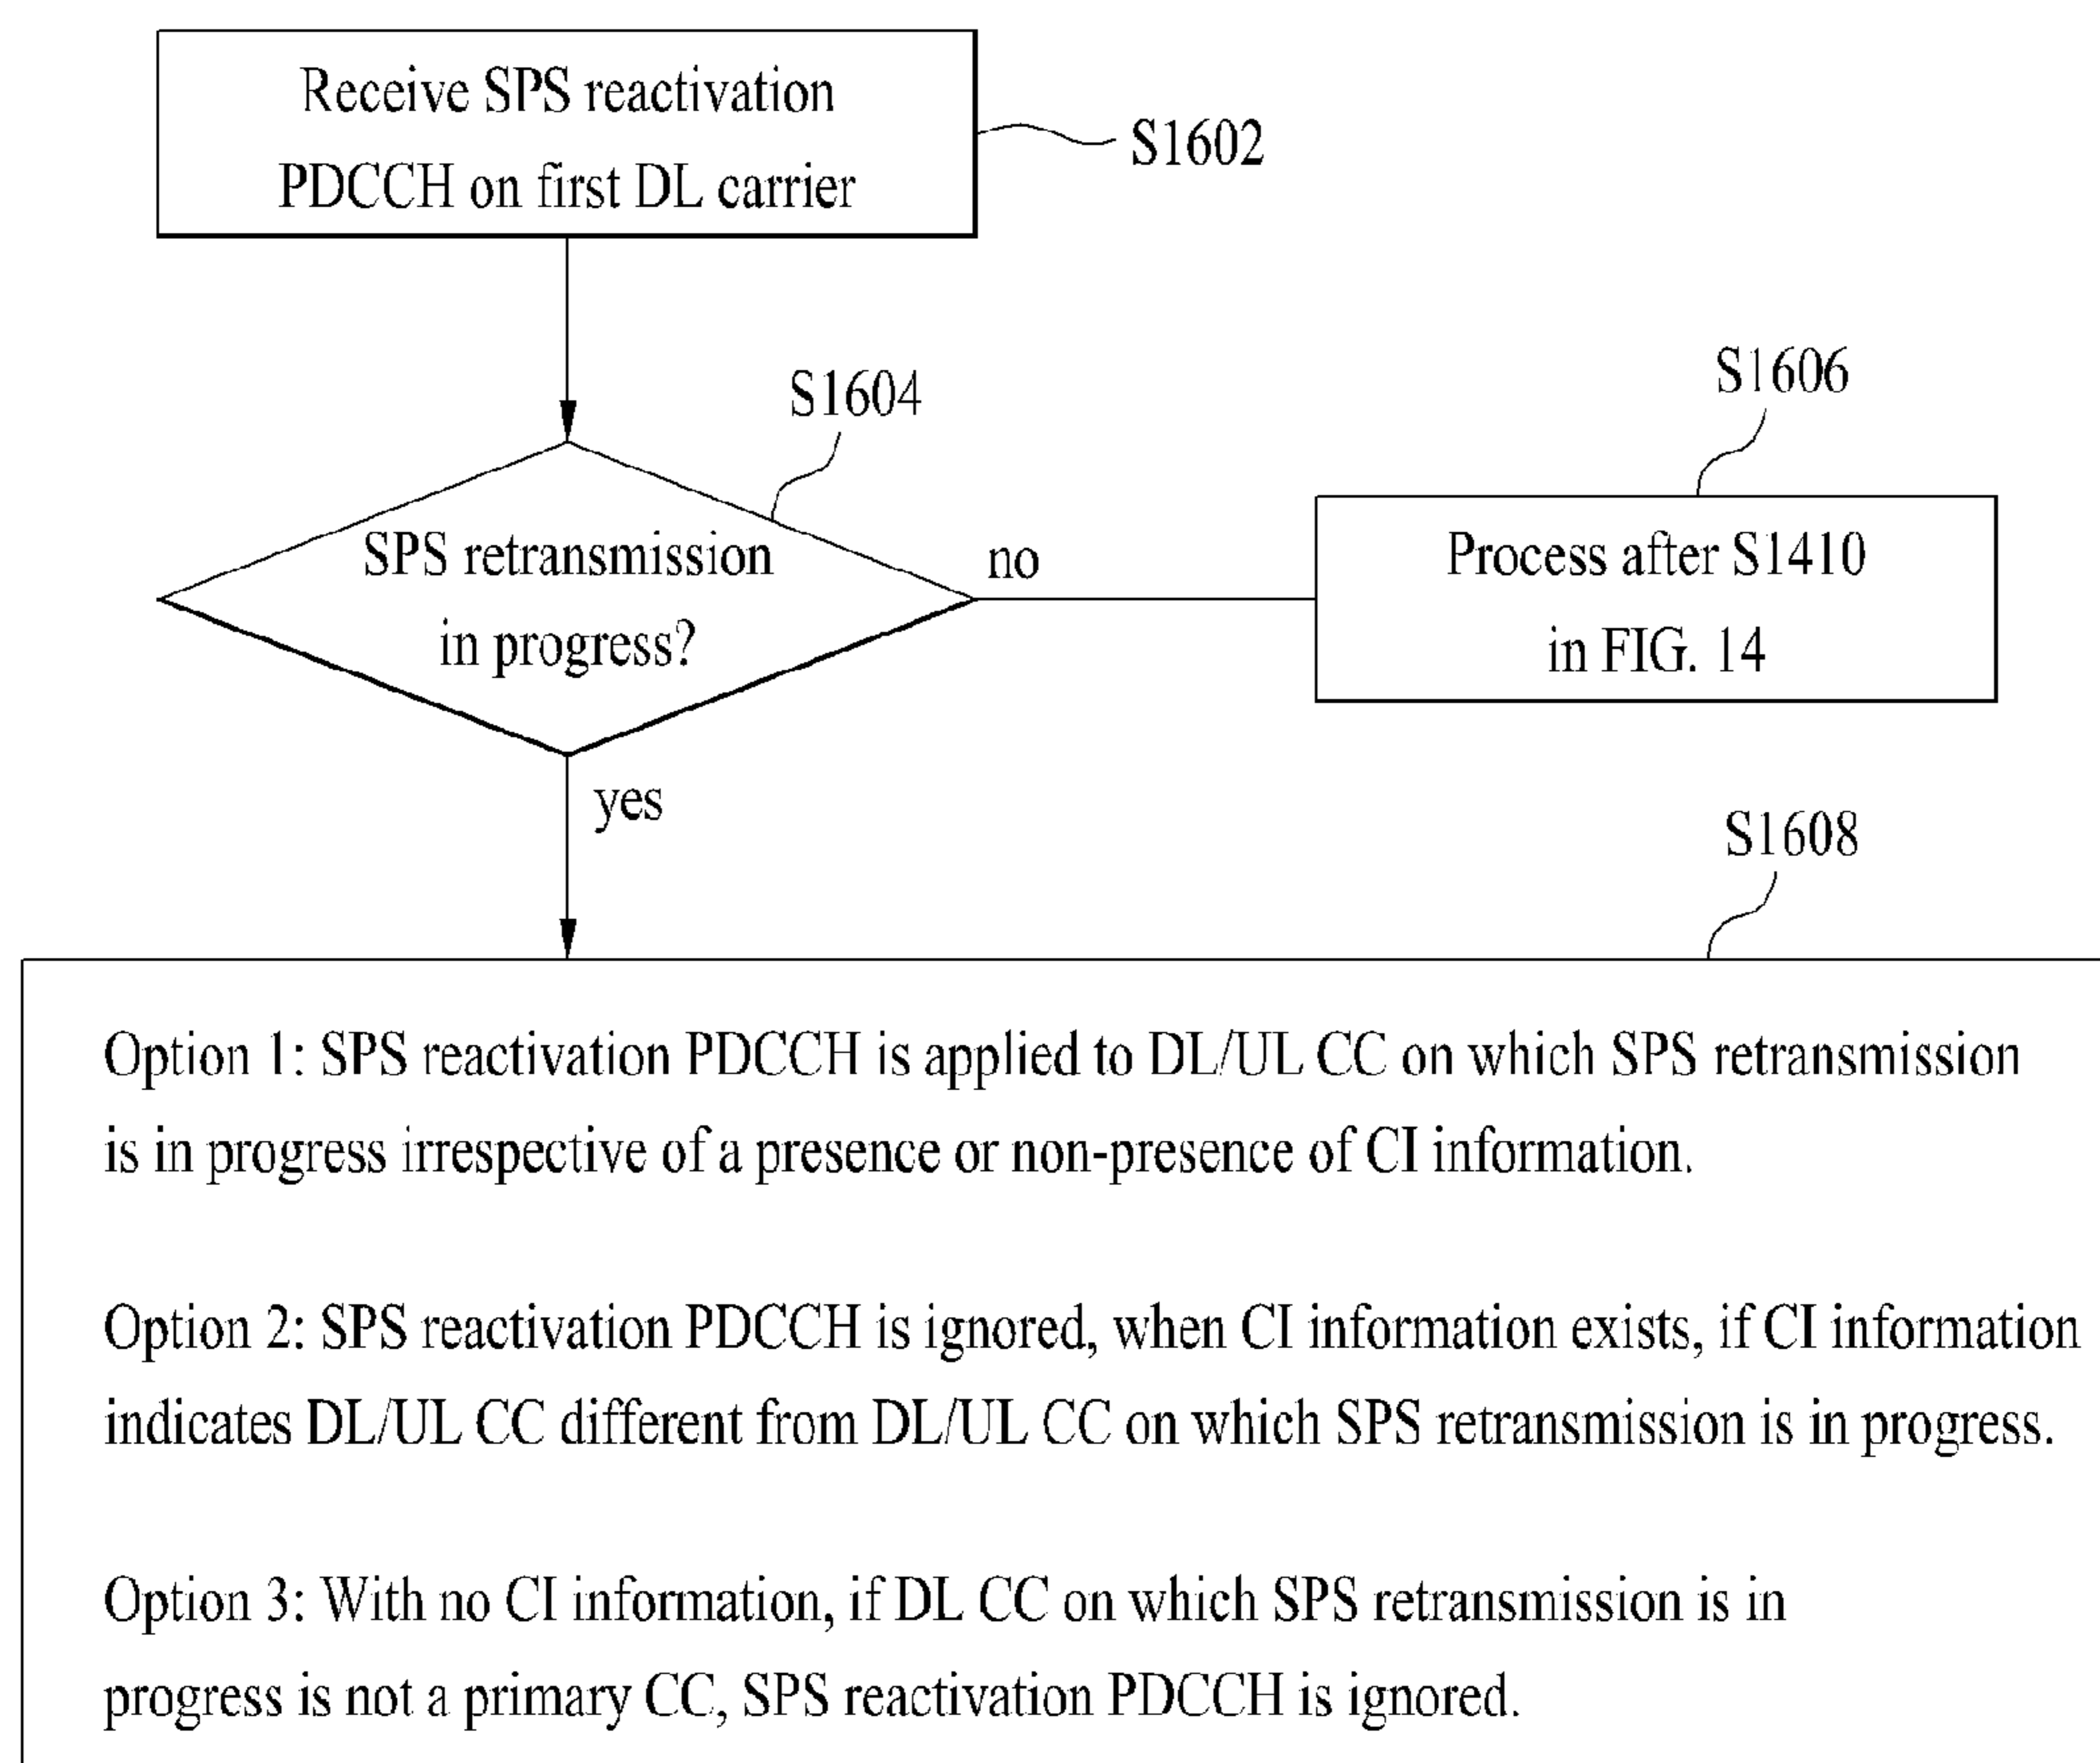 Receive SPS reactivation
PDCCH on first DL carrier
S1602
S1604
SPS retransmission
in progress?
no
S1606
Process after S1410
in FIG. 14
yes
S1608
Option 1: SPS reactivation PDCCH is applied to DL/UL CC on which SPS retransmission
is in progress irrespective of a presence or non-presence of CI information.
Option 2: SPS reactivation PDCCH is ignored, when CI information exists, if CI information
indicates DL/UL CC different from DL/UL CC on which SPS retransmission is in progress.
Option 3: With no CI information, if DL CC on which SPS retransmission is in
progress is not a primary CC, SPS reactivation PDCCH is ignored.